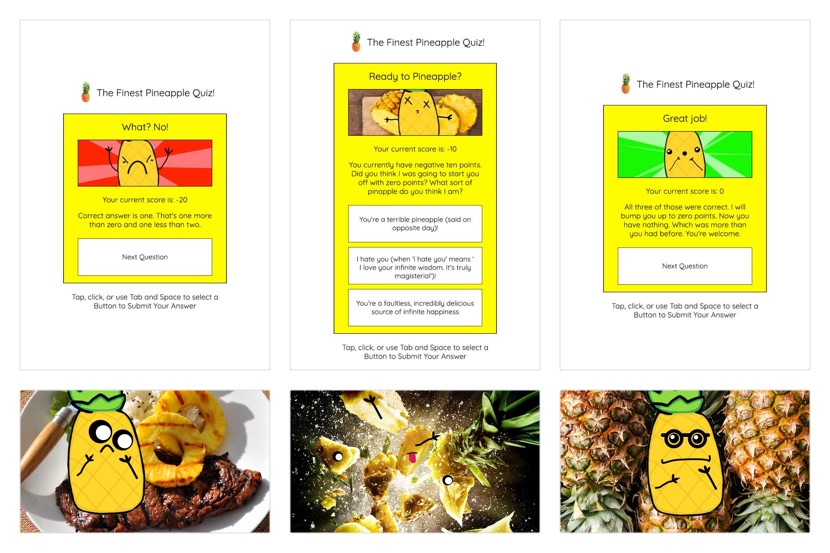 The Finest Pineapple Quiz!
What? No!
Your current score is: -20
Correct answer is one. That's one more
than zero and one less than two.
Next Question
Tap, click, or use Tab and Space to select a
Button to Submit Your Answer
The Finest Pineapple Quiz!
Ready to Pineapple?
Your current score is: -10
You currently have negative ten points.
Did you think I was going to start you
off with zero points? What sort of
pinapple do you think I am?
You're a terrible pineapple (said on
opposite day)!
I hate you (when 'I hate you' means '
I love your infinite wisdom. It's truly
magisterial')!
You're a faultless, incredibly delicious
source of infinite happiness
Tap, click, or use Tab and Space to select a
Button to Submit Your Answer
The Finest Pineapple Quiz!
Great job!
Your current score is: 0
All three of those were correct. I will
bump you up to zero points. Now you
have nothing. Which was more than
you had before. You're welcome.
Next Question
Tap, click, or use Tab and Space to select a
Button to Submit Your Answer